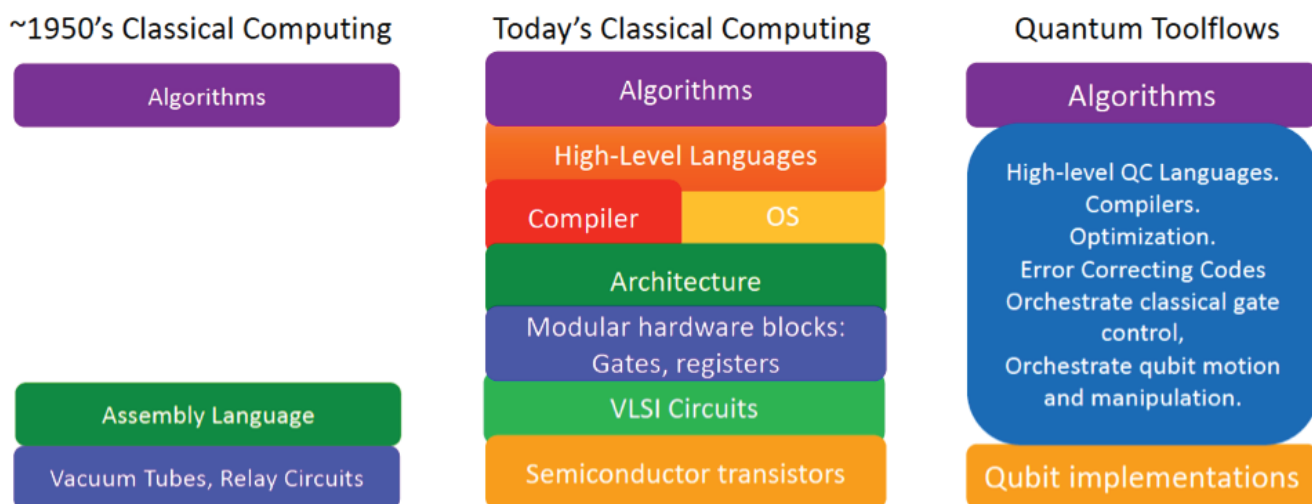 ~1950's Classical Computing
Algorithms
Assembly Language
Vacuum Tubes, Relay Circuits
Today's Classical Computing
Algorithms
High-Level Languages
Compiler
OS
Architecture
Modular hardware blocks:
Gates, registers
VLSI Circuits
Semiconductor transistors
Quantum Toolflows
Algorithms
High-level QC Languages.
Compilers.
Optimization.
Error Correcting Codes
Orchestrate classical gate
control,
Orchestrate qubit motion
and manipulation.
Qubit implementations